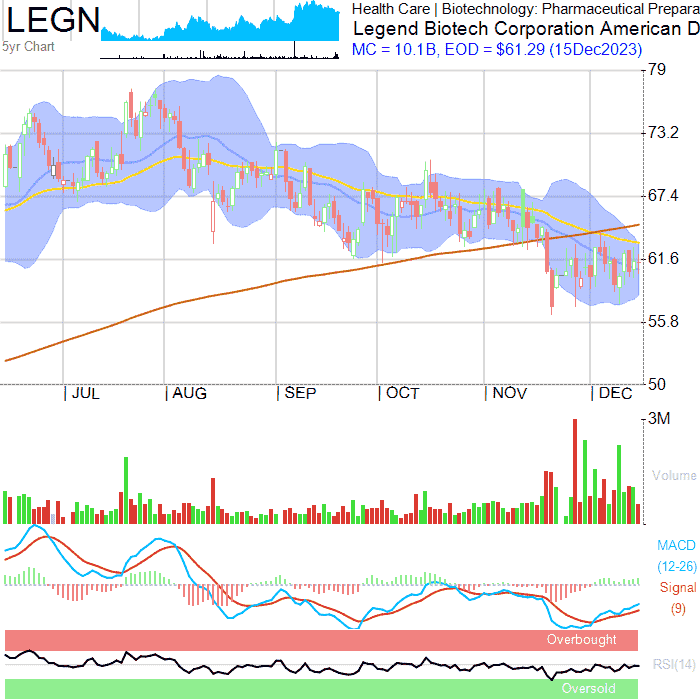 LEGN
5yr Chart
Health Care | Biotechnology: Pharmaceutical Prepara
Legend Biotech Corporation American D
MC = 10.1B, EOD = $61.29 (15Dec2023)
79
73.2
67.4
61.6
55.8
50
| JUL
| AUG
| SEP
| OCT
| NOV
| DEC
3M
Volume
MACD
(12-26)
Signal
(9)
Overbought
RSI(14)
Oversold